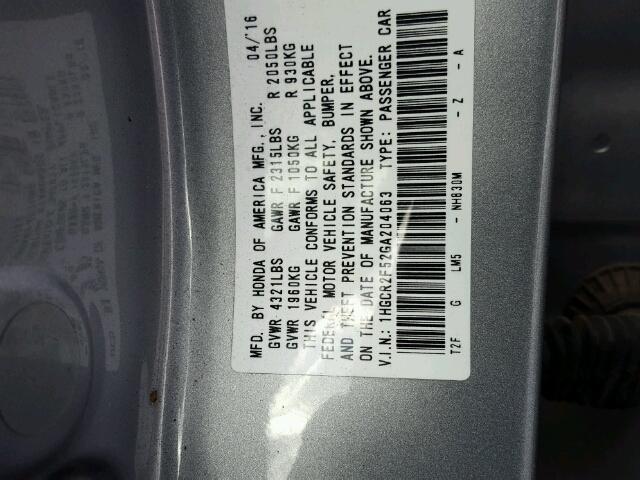 MFD. BY HONDA OF AMERICA MFG., INC. 04/'16
GVWR 4321LBS GAWR F 2315LBS R 2050LBS
GVWR 1960KG GAWR F 1050KG R 930KG
THIS VEHICLE CONFORMS TO ALL APPLICABLE
FEDERAL MOTOR VEHICLE SAFETY, BUMPER,
AND THEFT PREVENTION STANDARDS IN EFFECT
ON THE DATE OF MANUFACTURE SHOWN ABOVE.
V.I.N.: 1HGCR2F52GA204063 TYPE: PASSENGER CAR
T2F G LM5 - NH830M - Z - A